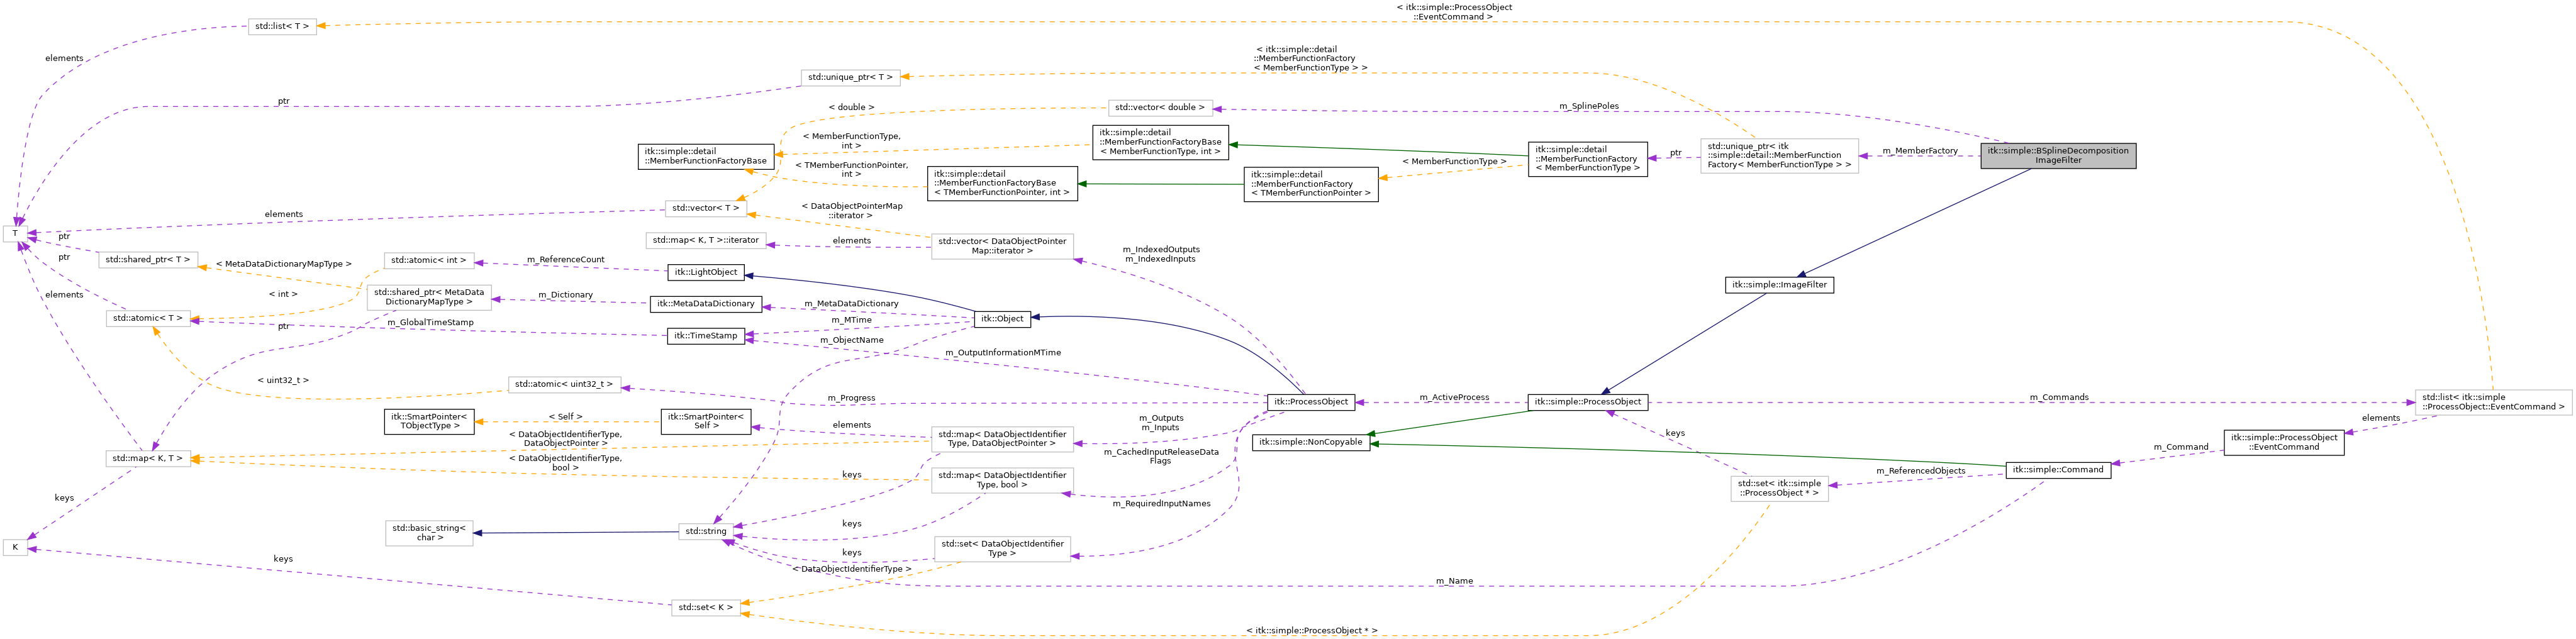 < itk::simple::ProcessObject
::EventCommand >
std::list< T >
elements
< itk::simple::detail
::MemberFunctionFactory
< MemberFunctionType > >
std::unique_ptr< T >
ptr
< double >
std::vector< double >
m_SplinePoles
itk::simple::detail
::MemberFunctionFactoryBase
< MemberFunctionType,
int >
itk::simple::detail
::MemberFunctionFactoryBase
< MemberFunctionType, int >
itk::simple::detail
::MemberFunctionFactory
< MemberFunctionType >
ptr
std::unique_ptr< itk
::simple::detail::MemberFunction
Factory< MemberFunctionType > >
m_MemberFactory
itk::simple::BSplineDecomposition
ImageFilter
< TMemberFunctionPointer,
int >
itk::simple::detail
::MemberFunctionFactoryBase
< TMemberFunctionPointer, int >
itk::simple::detail
::MemberFunctionFactory
< TMemberFunctionPointer >
< MemberFunctionType >
std::vector< T >
elements
< DataObjectPointerMap
::iterator >
T
ptr
ptr
elements
std::map< K, T >::iterator
elements
std::vector< DataObjectPointer
Map::iterator >
m_IndexedOutputs
m_IndexedInputs
std::shared_ptr< T >
< MetaDataDictionaryMapType >
std::atomic< int >
m_ReferenceCount
itk::LightObject
itk::simple::ImageFilter
< int >
std::shared_ptr< MetaData
DictionaryMapType >
m_Dictionary
itk::MetaDataDictionary
m_MetaDataDictionary
std::atomic< T >
ptr
m_GlobalTimeStamp
itk::TimeStamp
m_MTime
itk::Object
m_ObjectName
m_OutputInformationMTime
< uint32_t >
std::atomic< uint32_t >
m_Progress
itk::ProcessObject
m_ActiveProcess
itk::simple::ProcessObject
m_Commands
std::list< itk::simple
::ProcessObject::EventCommand >
elements
itk::SmartPointer<
TObjectType >
< Self >
itk::SmartPointer<
Self >
elements
m_Outputs
m_Inputs
std::map< DataObjectIdentifier
Type, DataObjectPointer >
itk::simple::NonCopyable
keys
itk::simple::ProcessObject
::EventCommand
m_Command
< DataObjectIdentifierType,
DataObjectPointer >
std::map< K, T >
< DataObjectIdentifierType,
bool >
m_CachedInputReleaseData
Flags
itk::simple::Command
m_ReferencedObjects
std::set< itk::simple
::ProcessObject * >
keys
keys
std::map< DataObjectIdentifier
Type, bool >
m_RequiredInputNames
std::basic_string<
char >
std::string
keys
K
keys
std::set< DataObjectIdentifier
Type >
keys
< DataObjectIdentifierType >
m_Name
std::set< K >
< itk::simple::ProcessObject * >